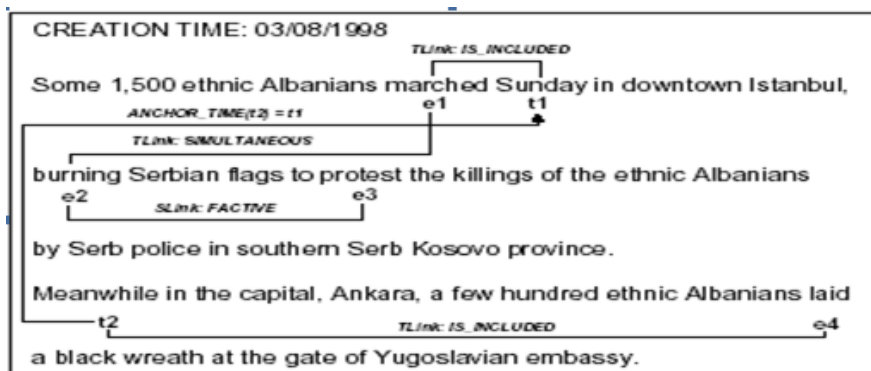 CREATION TIME: 03/08/1998
TLink: IS_INCLUDED
Some 1,500 ethnic Albanians marched Sunday in downtown Istanbul,
e1 t1
ANCHOR_TIME(t2) = t1
TLink: SIMULTANEOUS
burning Serbian flags to protest the killings of the ethnic Albanians
e2 e3
SLink: FACTIVE
by Serb police in southern Serb Kosovo province.
Meanwhile in the capital, Ankara, a few hundred ethnic Albanians laid
t2 TLink: IS_INCLUDED e4
a black wreath at the gate of Yugoslavian embassy.